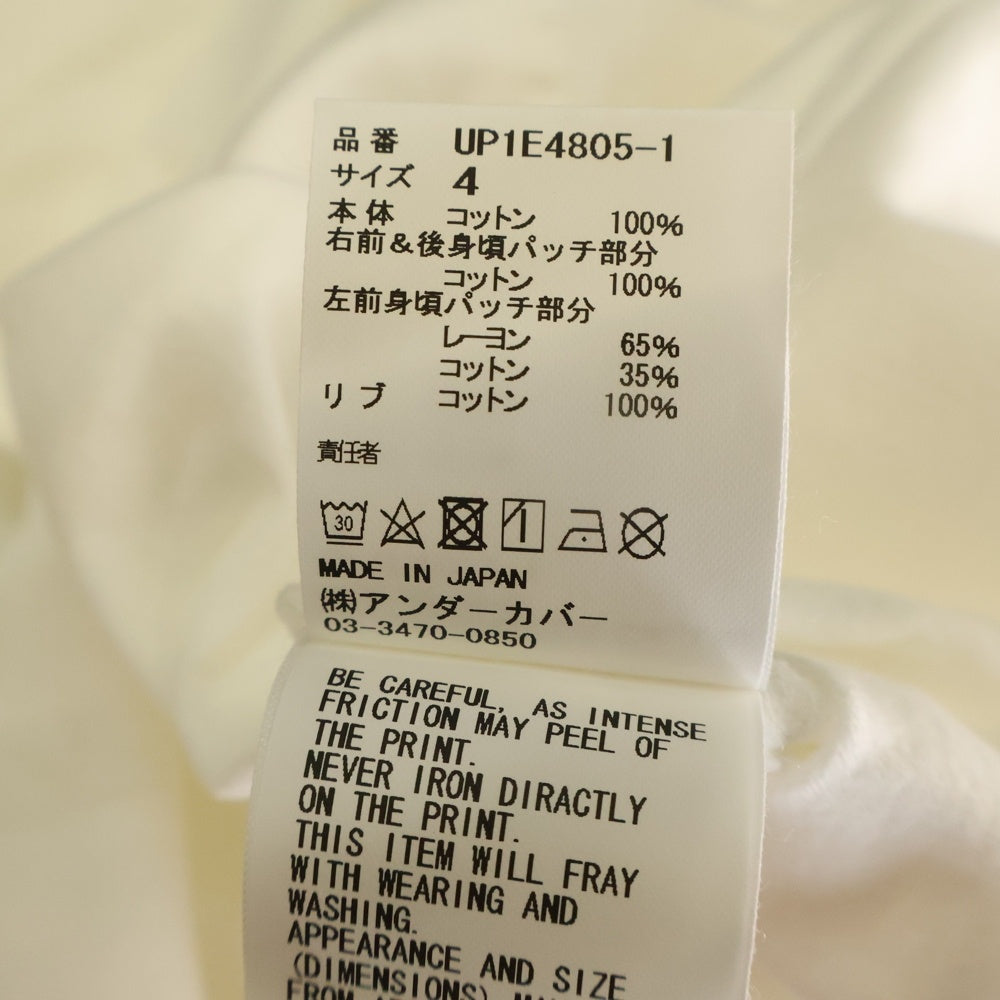 品番 UP1E4805-1
サイズ 4
本体 コットン 100%
右前&後身頃パッチ部分
コットン 100%
左前身頃パッチ部分
レーヨン 65%
コットン 35%
リブ コットン 100%
責任者
30
MADE IN JAPAN
(株)アンダーカバー
03-3470-0850
BE CAREFUL, AS INTENSE
FRICTION MAY PEEL OF
THE PRINT.
NEVER IRON DIRACTLY
ON THE PRINT.
THIS ITEM WILL FRAY
WITH WEARING AND
WASHING.
APPEARANCE AND SIZE
(DIMENSIONS)